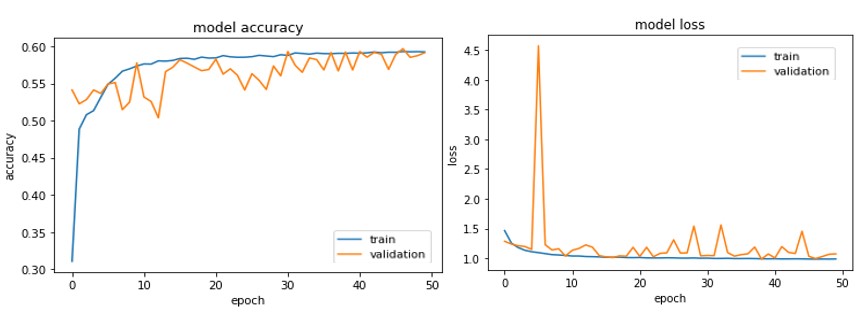 model accuracy
0.60
0.55
0.50
0.45
0.40
0.35
0.30
accuracy
train
validation
0
10
20
30
40
50
epoch
model loss
4.5
4.0
3.5
3.0
2.5
2.0
1.5
1.0
loss
train
validation
0
10
20
30
40
50
epoch